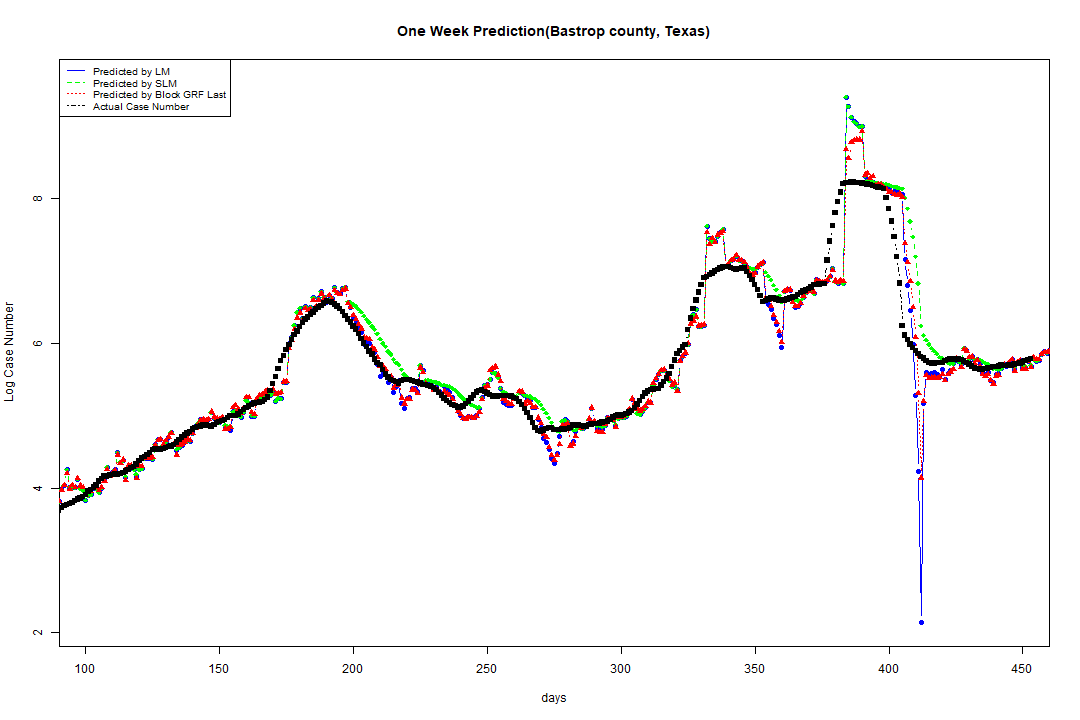 One Week Prediction(Bastrop county, Texas)
Predicted by LM
Predicted by SLM
Predicted by Block GRF Last
Actual Case Number
Log Case Number
8
6
4
2
100 150 200 250 300 350 400 450
days